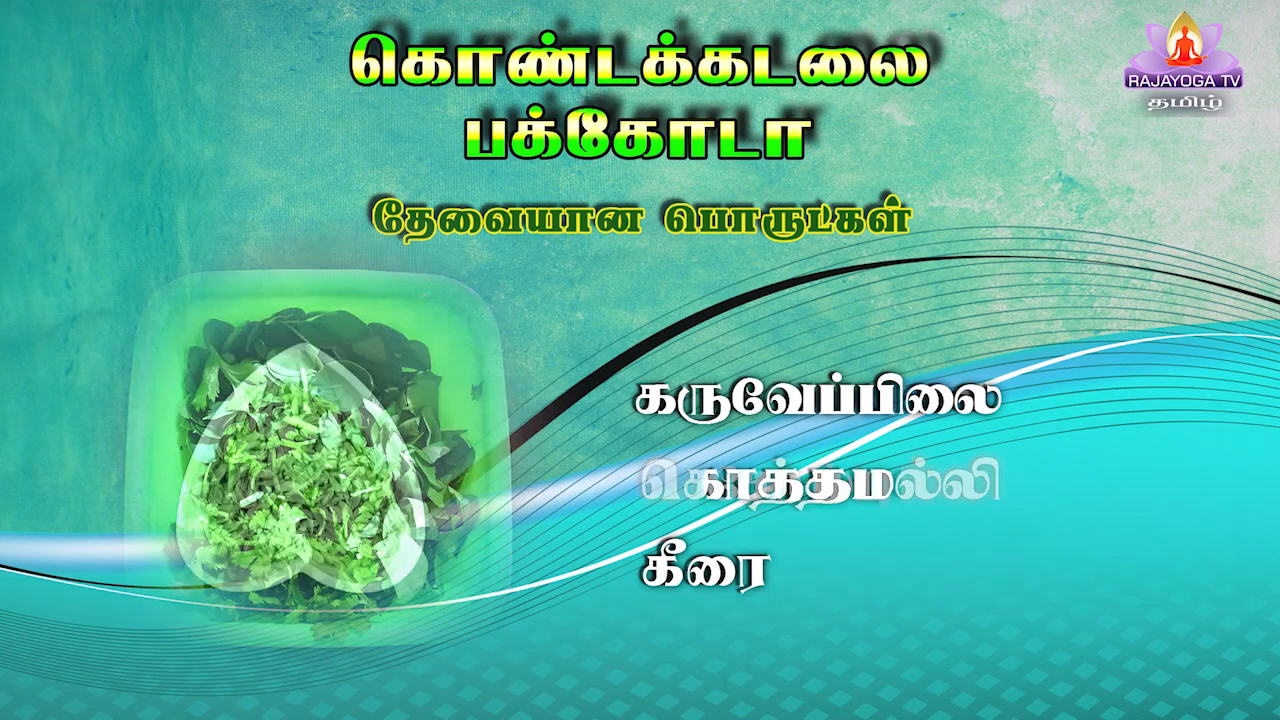 கொண்டக்கடலை
பக்கோடா
RAJAYOGA TV
தமிழ்
தேவையான பொருட்கள்
கருவேப்பிலை
கொத்தமல்லி
கீரை